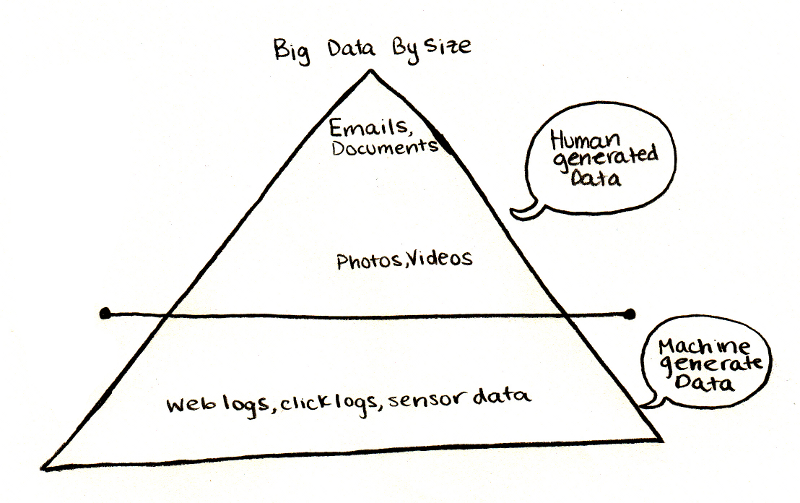 Big Data By Size
Emails,
Documents
Human
generated
Data
Photos,Videos
Machine
generate
Data
Web logs, click logs, sensor data